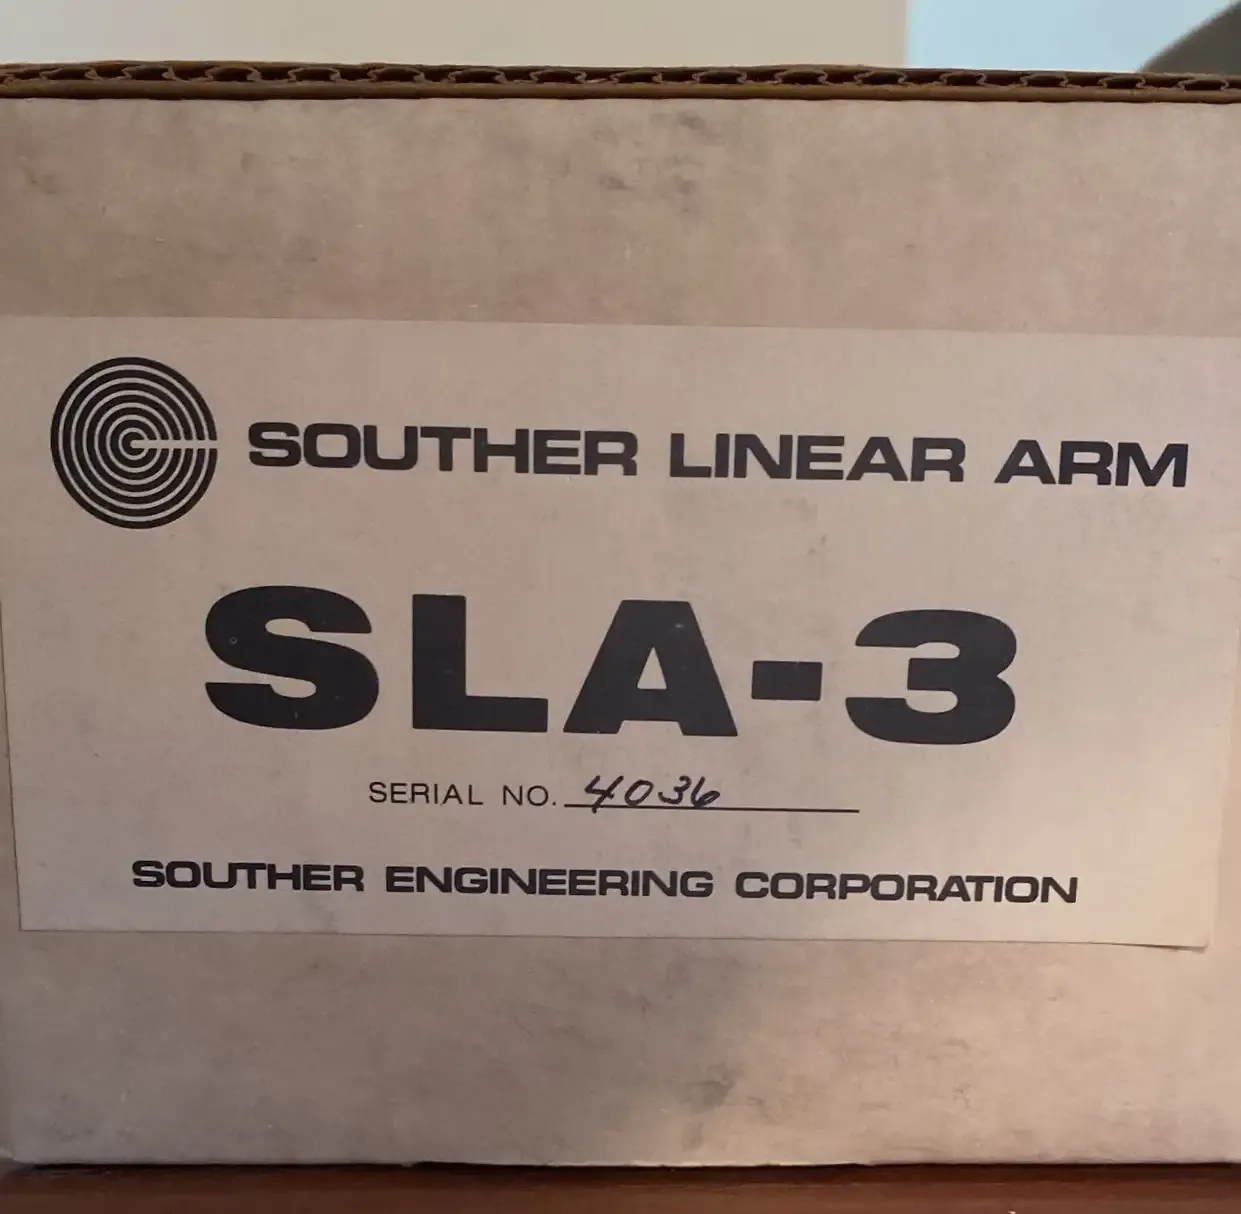 SOUTHER LINEAR ARM
SLA-3
SERIAL NO. 4036
SOUTHER ENGINEERING CORPORATION